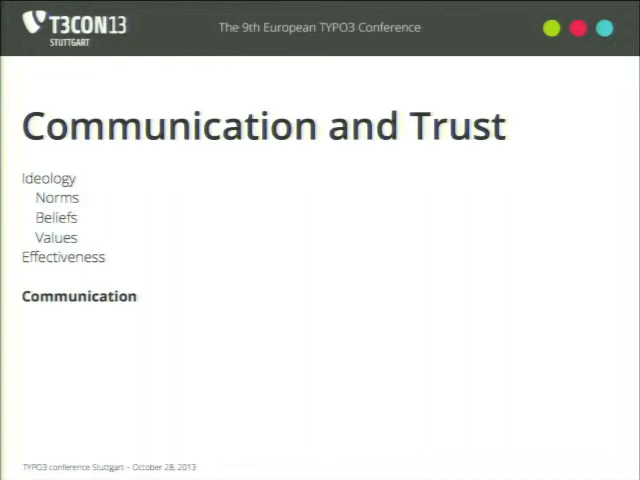 T3CON13
STUTTGART
The 9th European TYPO3 Conference
Communication and Trust
Ideology
Norms
Beliefs
Values
Effectiveness
Communication
TYPO3 conference Stuttgart – October 28, 2013